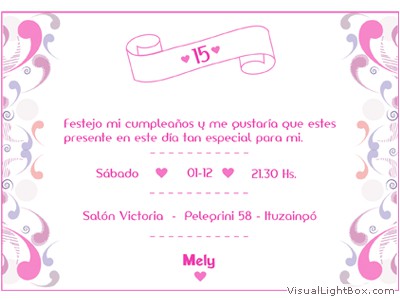 15
Festejo mi cumpleaños y me gustaría que estes
presente en este día tan especial para mi.
Sábado 01-12 21.30 Hs.
Salón Victoria - Pelegrini 58 - Ituzaingó
Mely
VisualLightBox.com